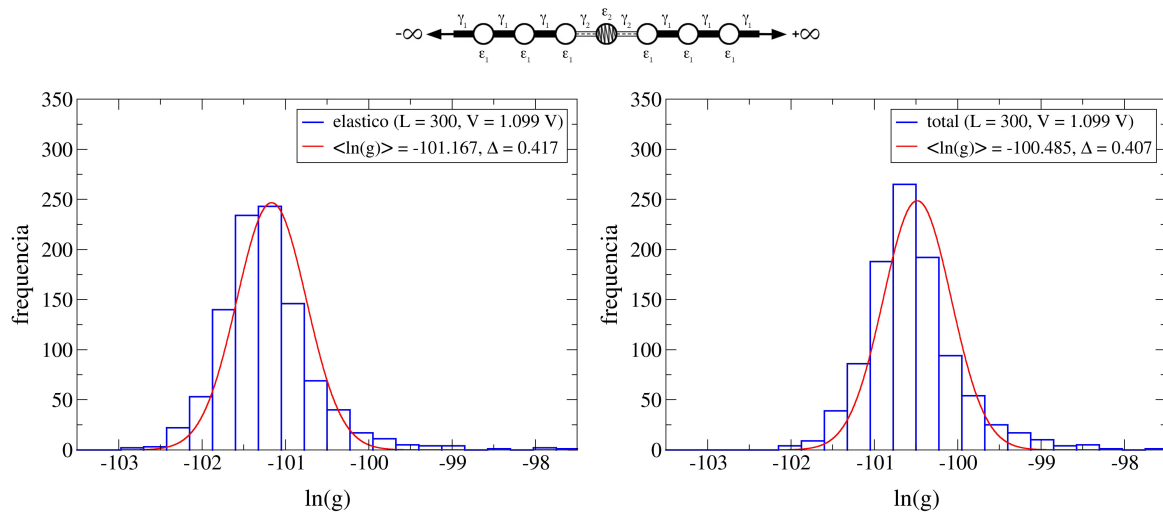 ε₂
γ₁ γ₁ γ₁ γ₂ γ₂ γ₁ γ₁ γ₁
-∞ +∞
ε₁ ε₁ ε₁ ε₁ ε₁ ε₁
350
300
250
200
150
100
50
0
frequencia
elastico (L = 300, V = 1.099 V)
<ln(g)> = -101.167, Δ = 0.417
-103 -102 -101 -100 -99 -98
ln(g)
350
300
250
200
150
100
50
0
frequencia
total (L = 300, V = 1.099 V)
<ln(g)> = -100.485, Δ = 0.407
-103 -102 -101 -100 -99 -98
ln(g)